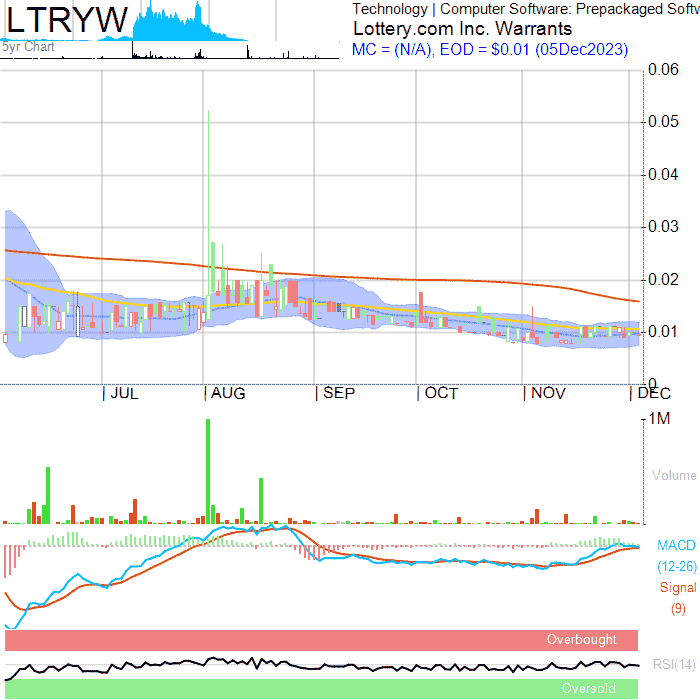 LTRYW
5yr Chart
Technology | Computer Software: Prepackaged Softw
Lottery.com Inc. Warrants
MC = (N/A), EOD = $0.01 (05Dec2023)
0.06
0.05
0.04
0.03
0.02
0.01
0
JUL AUG SEP OCT NOV DEC
1M
Volume
MACD
(12-26)
Signal
(9)
Overbought
RSI(14)
Oversold